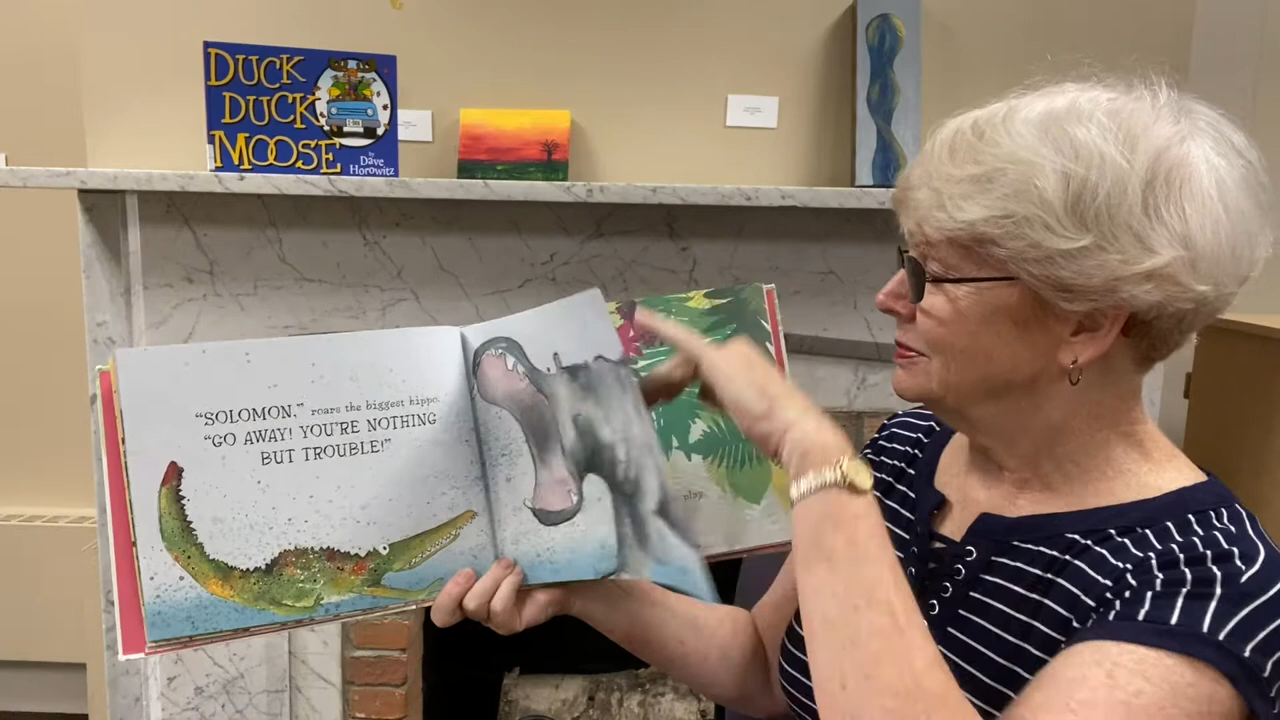 DUCK
DUCK
MOOSE
by
Dave
Horowitz
"SOLOMON," roars the biggest hippo.
"GO AWAY! YOU'RE NOTHING
BUT TROUBLE!"
play.